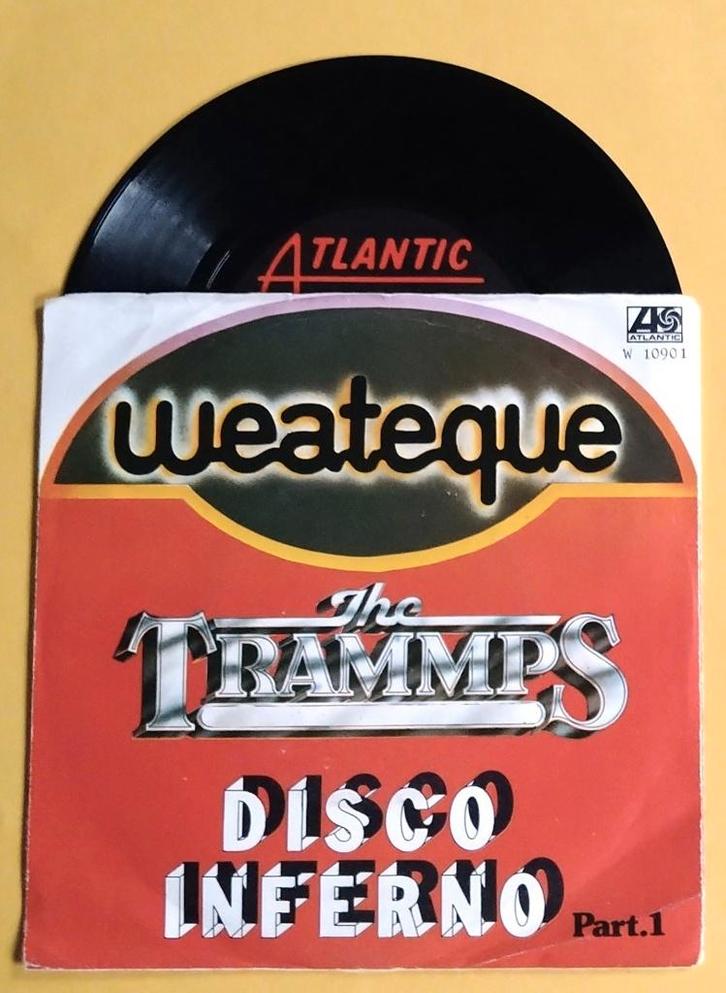 ATLANTIC
ATLANTIC
W 10901
weateque
The
TRAMMPS
DISCO
INFERNO
Part.1